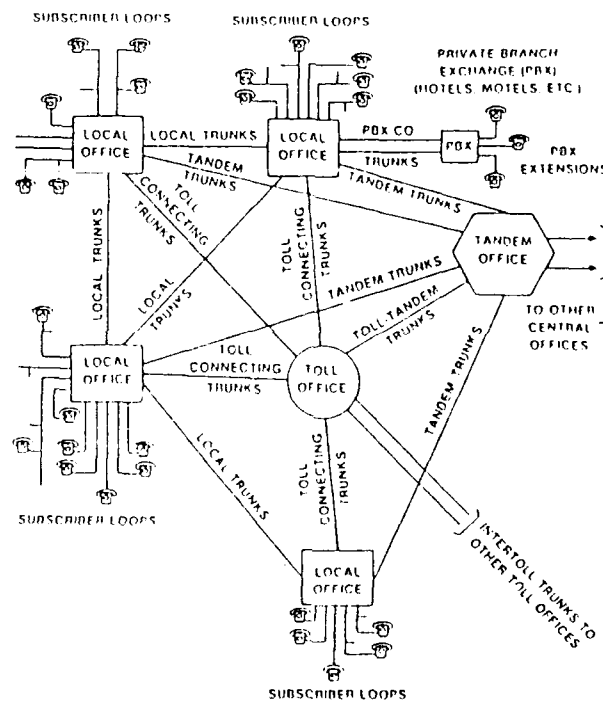 SUBSCRIBER LOOPS
SUBSCRIBER LOOPS
PRIVATE BRANCH
EXCHANGE (PBX)
(HOTELS, MOTELS, ETC)
LOCAL
OFFICE
LOCAL TRUNKS
LOCAL
OFFICE
PBX CO
TRUNKS
PBX
PBX
EXTENSIONS
TANDEM
TRUNKS
TANDEM TRUNKS
TOLL
CONNECTING
TRUNKS
TANDEM
OFFICE
LOCAL TRUNKS
LOCAL
TRUNKS
TOLL
CONNECTING
TRUNKS
TANDEM TRUNKS
TOLL-TANDEM
TRUNKS
TO OTHER
CENTRAL
OFFICES
LOCAL
OFFICE
TOLL
CONNECTING
TRUNKS
TOLL
OFFICE
TANDEM TRUNKS
LOCAL TRUNKS
TOLL
CONNECTING
TRUNKS
SUBSCRIBER LOOPS
INTERTOLL TRUNKS TO
OTHER TOLL OFFICES
LOCAL
OFFICE
SUBSCRIBER LOOPS